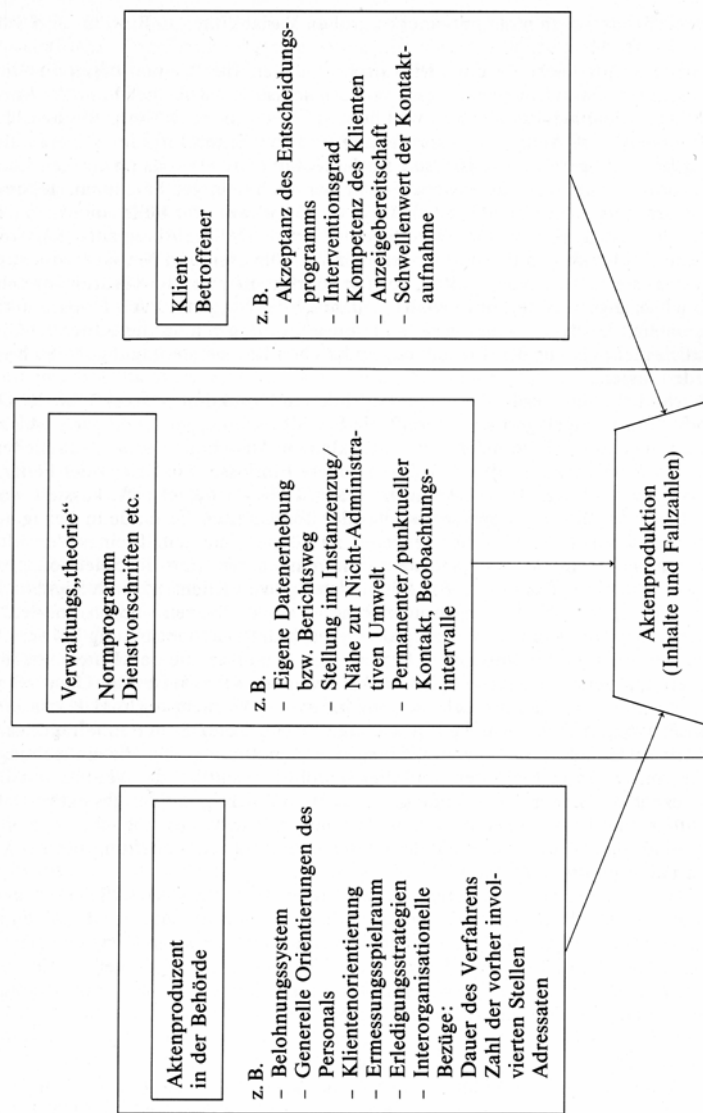 Aktenproduzent
in der Behörde
z. B.
– Belohnungssystem
– Generelle Orientierungen des
Personals
– Klientenorientierung
– Ermessungsspielraum
– Erledigungsstrategien
– Interorganisationelle
Bezüge:
Dauer des Verfahrens
Zahl der vorher invol-
vierten Stellen
Adressaten
Verwaltungs„theorie“
Normprogramm
Dienstvorschriften etc.
z. B.
– Eigene Datenerhebung
bzw. Berichtsweg
– Stellung im Instanzenzug/
Nähe zur Nicht-Administra-
tiven Umwelt
– Permanenter/punktueller
Kontakt, Beobachtungs-
intervalle
Klient
Betroffener
z. B.
– Akzeptanz des Entscheidungs-
programms
– Interventionsgrad
– Kompetenz des Klienten
– Anzeigebereitschaft
– Schwellenwert der Kontakt-
aufnahme
Aktenproduktion
(Inhalte und Fallzahlen)